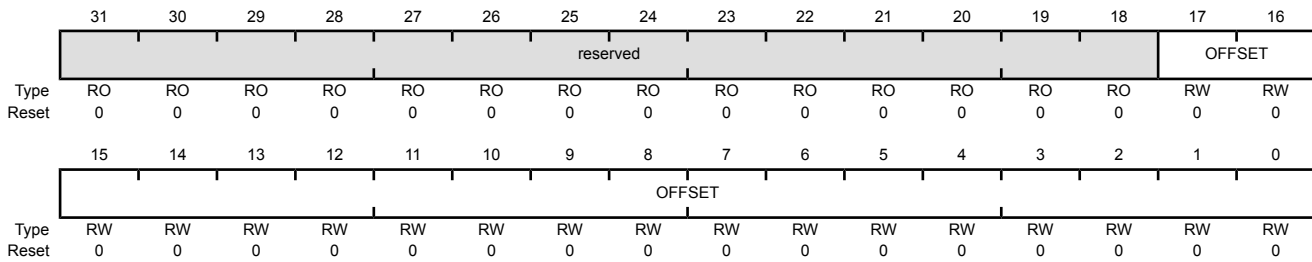 31 30 29 28 27 26 25 24 23 22 21 20 19 18 17 16
reserved OFFSET
Type RO RO RO RO RO RO RO RO RO RO RO RO RO RO RW RW
Reset 0 0 0 0 0 0 0 0 0 0 0 0 0 0 0 0
15 14 13 12 11 10 9 8 7 6 5 4 3 2 1 0
OFFSET
Type RW RW RW RW RW RW RW RW RW RW RW RW RW RW RW RW
Reset 0 0 0 0 0 0 0 0 0 0 0 0 0 0 0 0